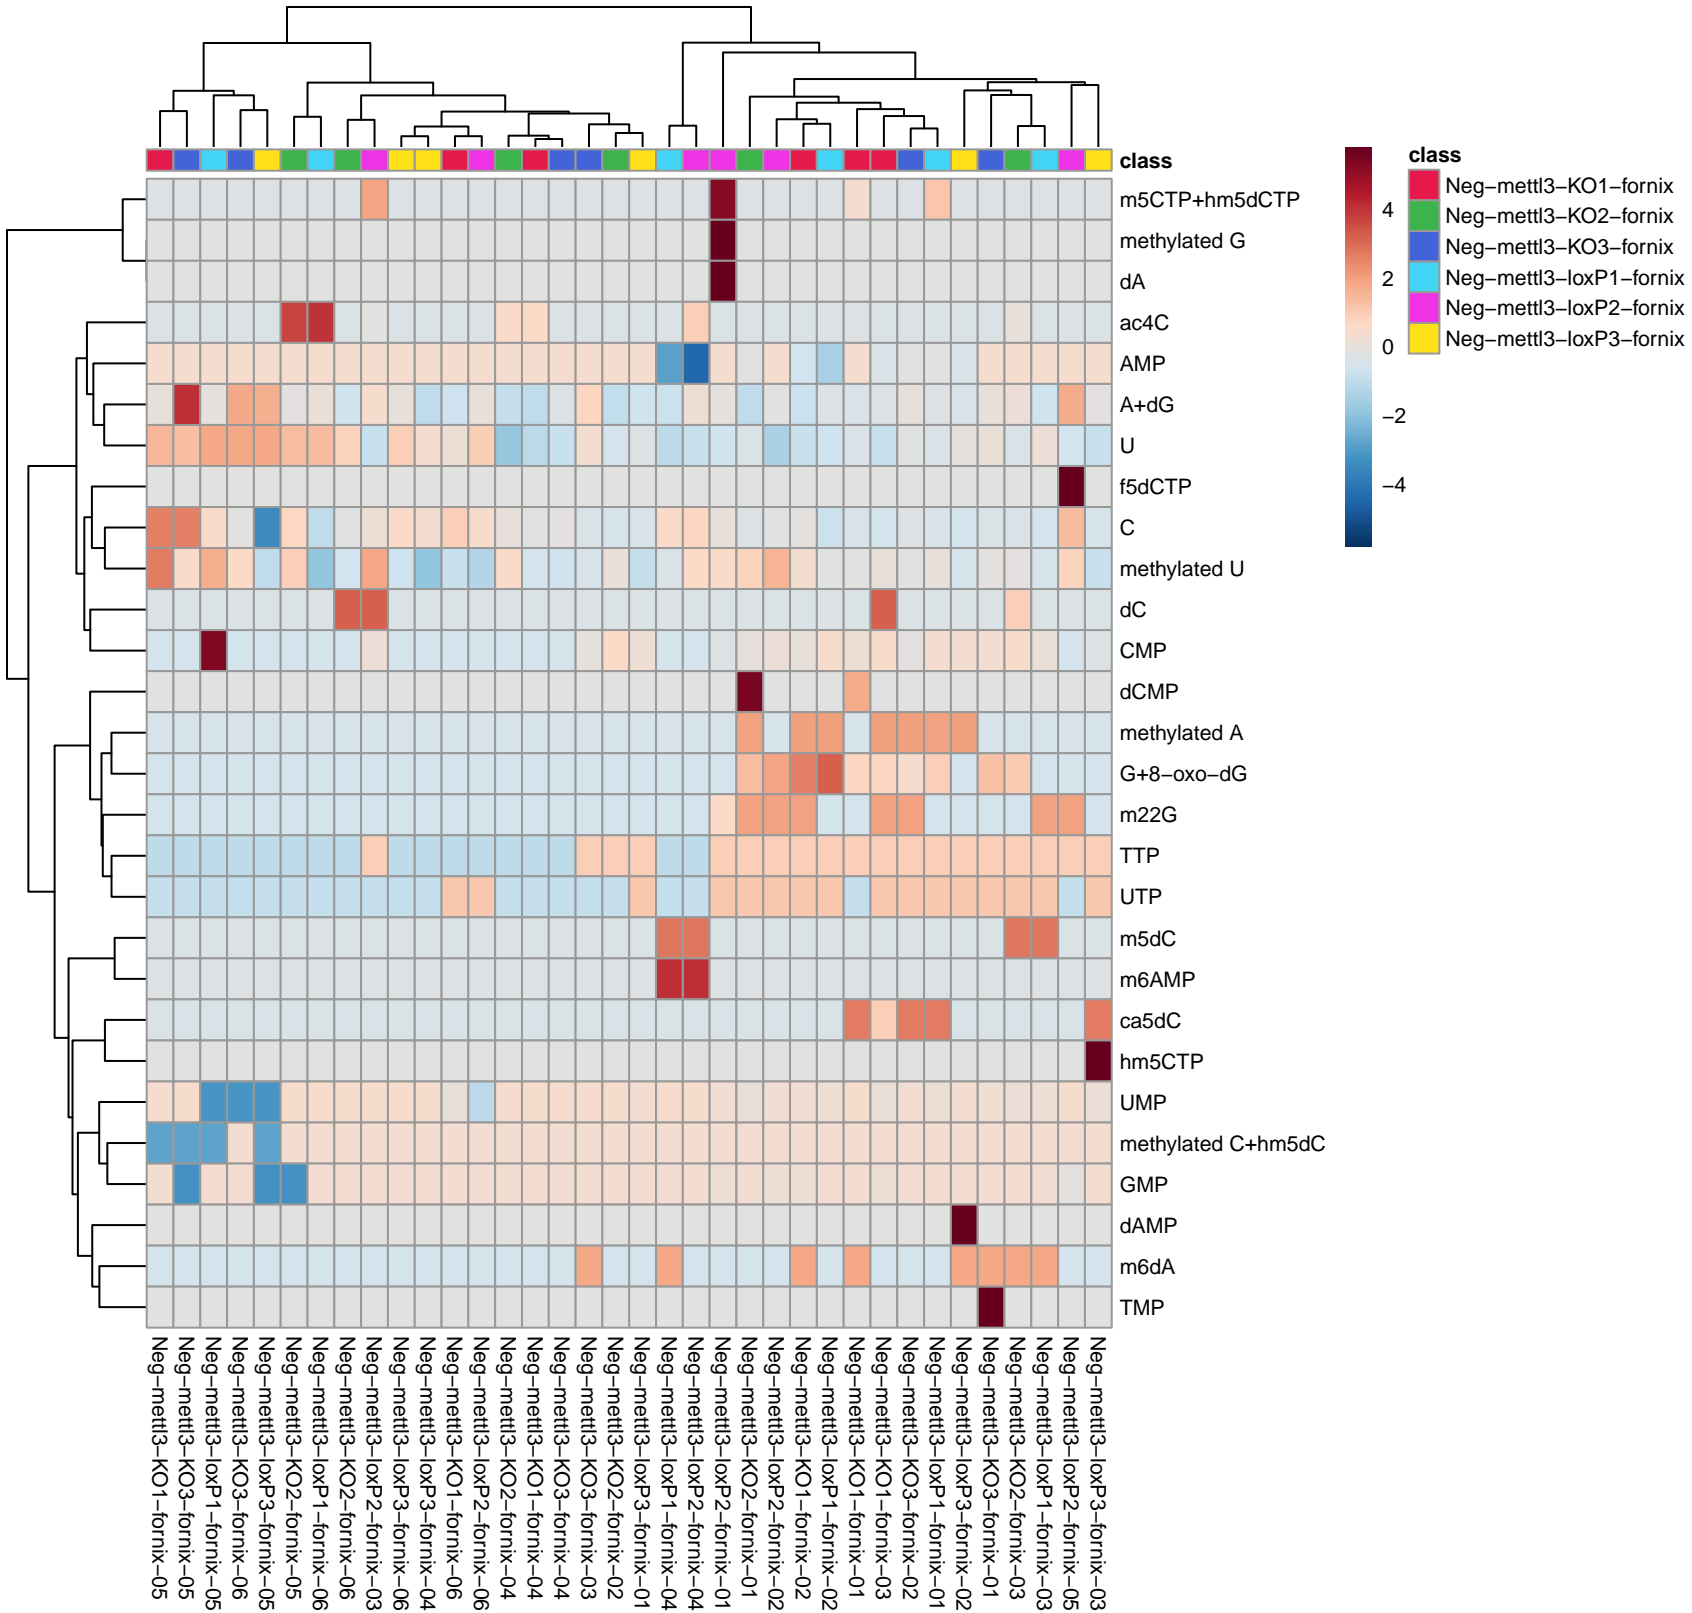 class
m5CTP+hm5dCTP
methylated G
dA
ac4C
AMP
A+dG
U
f5dCTP
C
methylated U
dC
CMP
dCMP
methylated A
G+8−oxo−dG
m22G
TTP
UTP
m5dC
m6AMP
ca5dC
hm5CTP
UMP
methylated C+hm5dC
GMP
dAMP
m6dA
TMP
4
2
0
−2
−4
class
Neg−mettl3−KO1−fornix
Neg−mettl3−KO2−fornix
Neg−mettl3−KO3−fornix
Neg−mettl3−loxP1−fornix
Neg−mettl3−loxP2−fornix
Neg−mettl3−loxP3−fornix
Neg−mettl3−KO1−fornix−05
Neg−mettl3−KO3−fornix−05
Neg−mettl3−loxP1−fornix−05
Neg−mettl3−KO3−fornix−06
Neg−mettl3−loxP3−fornix−05
Neg−mettl3−KO2−fornix−05
Neg−mettl3−loxP1−fornix−06
Neg−mettl3−KO2−fornix−06
Neg−mettl3−loxP2−fornix−03
Neg−mettl3−loxP3−fornix−06
Neg−mettl3−loxP3−fornix−04
Neg−mettl3−KO1−fornix−06
Neg−mettl3−loxP2−fornix−06
Neg−mettl3−KO2−fornix−04
Neg−mettl3−KO1−fornix−04
Neg−mettl3−KO3−fornix−04
Neg−mettl3−KO3−fornix−03
Neg−mettl3−KO2−fornix−02
Neg−mettl3−loxP3−fornix−01
Neg−mettl3−loxP1−fornix−04
Neg−mettl3−loxP2−fornix−04
Neg−mettl3−loxP2−fornix−01
Neg−mettl3−KO2−fornix−01
Neg−mettl3−loxP2−fornix−02
Neg−mettl3−KO1−fornix−02
Neg−mettl3−loxP1−fornix−02
Neg−mettl3−KO1−fornix−01
Neg−mettl3−KO1−fornix−03
Neg−mettl3−KO3−fornix−02
Neg−mettl3−loxP1−fornix−01
Neg−mettl3−loxP3−fornix−02
Neg−mettl3−KO3−fornix−01
Neg−mettl3−KO2−fornix−03
Neg−mettl3−loxP1−fornix−03
Neg−mettl3−loxP2−fornix−05
Neg−mettl3−loxP3−fornix−03